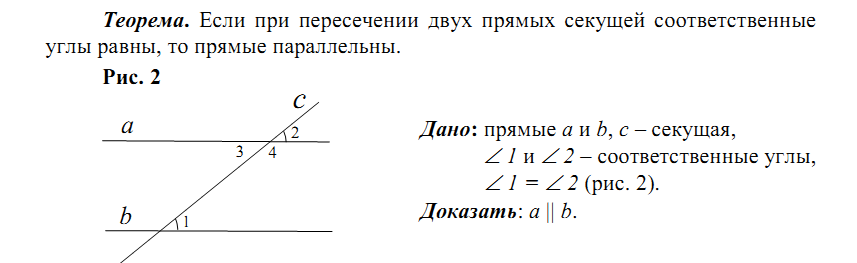 Теорема. Если при пересечении двух прямых секущей соответственные
углы равны, то прямые параллельны.
Рис. 2
c
a
2
3 4
b
1
Дано: прямые a и b, c – секущая,
∠ 1 и ∠ 2 – соответственные углы,
∠ 1 = ∠ 2 (рис. 2).
Доказать: a || b.